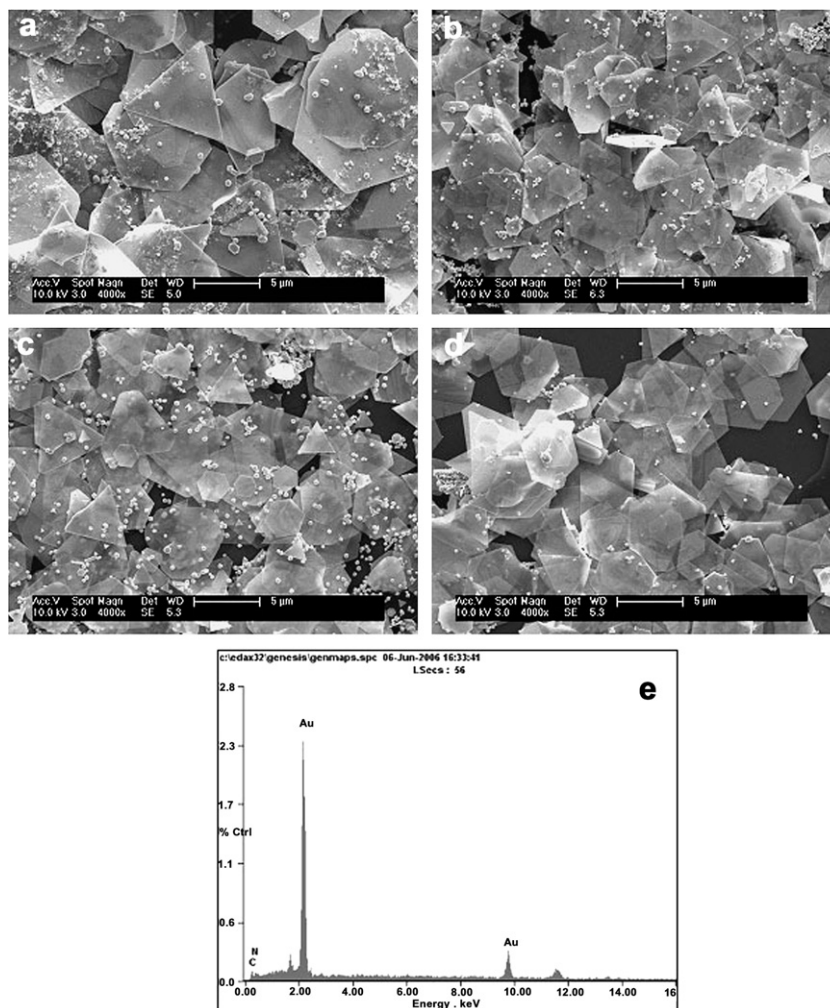 a
Acc.V Spot Magn Det WD 5 µm
10.0 kV 3.0 4000x SE 5.0
b
Acc.V Spot Magn Det WD 5 µm
10.0 kV 3.0 4000x SE 6.3
c
Acc.V Spot Magn Det WD 5 µm
10.0 kV 3.0 4000x SE 5.3
d
Acc.V Spot Magn Det WD 5 µm
10.0 kV 3.0 4000x SE 5.3
c:\edax32\genesis\genmaps.spc 06-Jun-2006 16:33:41
LSecs : 56
e
2.8
Au
2.3
1.7
% Ctrl
1.1
0.6
N
C
Au
0.0
0.00 2.00 4.00 6.00 8.00 10.00 12.00 14.00 16
Energy . keV